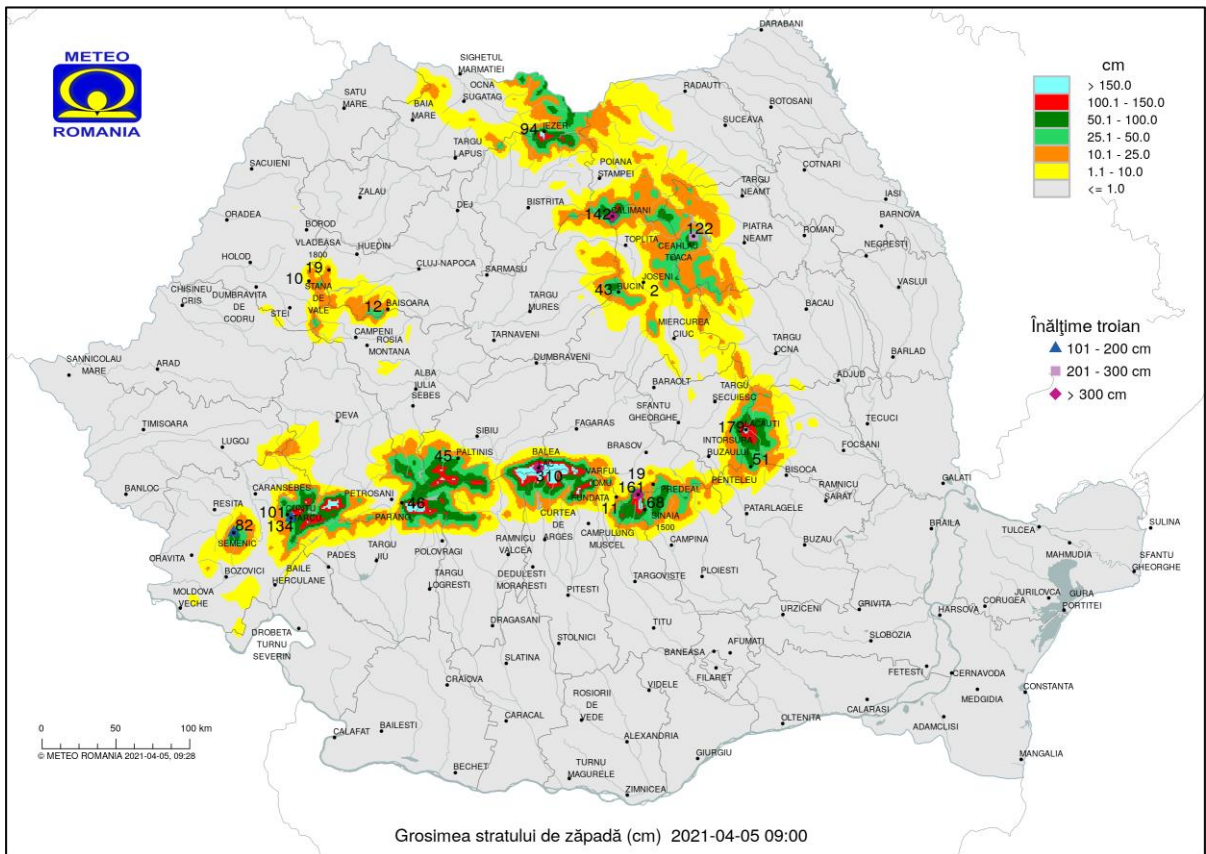 METEO
ROMANIA
DARABANI
SIGHETUL
MARMATIEI
OCNA
SUGATAG
SATU
MARE
BAIA
MARE
RADAUTI
BOTOSANI
SUCEAVA
94
IEZER
TARGU
LAPUS
POIANA
STAMPEI
COTNARI
SACUIENI
TARGU
NEAMT
ZALAU
IASI
BARNOVA
DEJ
BISTRITA
142
CALIMANI
ORADEA
BOROD
122
PIATRA
NEAMT
ROMAN
VLADEASA
1800
HUEDIN
TOPLITA
CEAHLAU
TOACA
NEGRESTI
HOLOD
19
CLUJ-NAPOCA
SARMASU
10
STANA
DE
VALE
JOSENI
43
BUCIN
2
VASLUI
CHISINEU
CRIS
DUMBRAVITA
DE
CODRU
STEI
12
BAISOARA
TARGU
MURES
BACAU
CAMPENI
ROSIA
MONTANA
TARNAVENI
MIERCUREA
CIUC
TARGU
OCNA
SANNICOLAU
MARE
ARAD
DUMBRAVENI
BARLAD
ALBA
IULIA
SEBES
BARAOLT
TARGU
SECUIESC
ADJUD
DEVA
SFANTU
GHEORGHE
TIMISOARA
FAGARAS
179
LACAUTI
TECUCI
LUGOJ
SIBIU
INTORSURA
BUZAULUI
FOCSANI
45
PALTINIS
BALEA
BRASOV
51
310
VARFUL
OMU
19
PENTELEU
BISOCA
BANLOC
RESITA
CARANSEBES
PETROSANI
161
PREDEAL
RAMNICU
SARAT
GALATI
101
46
FUNDATA
11
168
PARANG
SINAIA
1500
PATARLAGELE
134
82
SEMENIC
CURTEA
DE
ARGES
CAMPULUNG
MUSCEL
BRAILA
TULCEA
SULINA
ORAVITA
PADES
TARGU
JIU
POLOVRAGI
RAMNICU
VALCEA
CAMPINA
BUZAU
MAHMUDIA
SFANTU
GHEORGHE
BOZOVICI
BAILE
HERCULANE
TARGU
LOGRESTI
DEDULESTI
MORARESTI
TARGOVISTE
PLOIESTI
MOLDOVA
VECHE
PITESTI
JURILOVCA
GURA
PORTITEI
URZICENI
GRIVITA
HARSOVA
CORUGEA
DROBETA
TURNU
SEVERIN
DRAGASANI
STOLNICI
TITU
AFUMATI
SLOBOZIA
BANEASA
SLATINA
FILARET
FETESTI
CERNAVODA
CRAIOVA
ROSIORII
DE
VEDE
VIDELE
MEDGIDIA
CONSTANTA
CALARASI
CARACAL
OLTENITA
ADAMCLISI
CALAFAT
BAILESTI
ALEXANDRIA
GIURGIU
MANGALIA
BECHET
TURNU
MAGURELE
ZIMNICEA
cm
> 150.0
100.1 - 150.0
50.1 - 100.0
25.1 - 50.0
10.1 - 25.0
1.1 - 10.0
<= 1.0
Înălțime troian
101 - 200 cm
201 - 300 cm
> 300 cm
0 50 100 km
© METEO ROMANIA 2021-04-05, 09:28
Grosimea stratului de zăpadă (cm) 2021-04-05 09:00